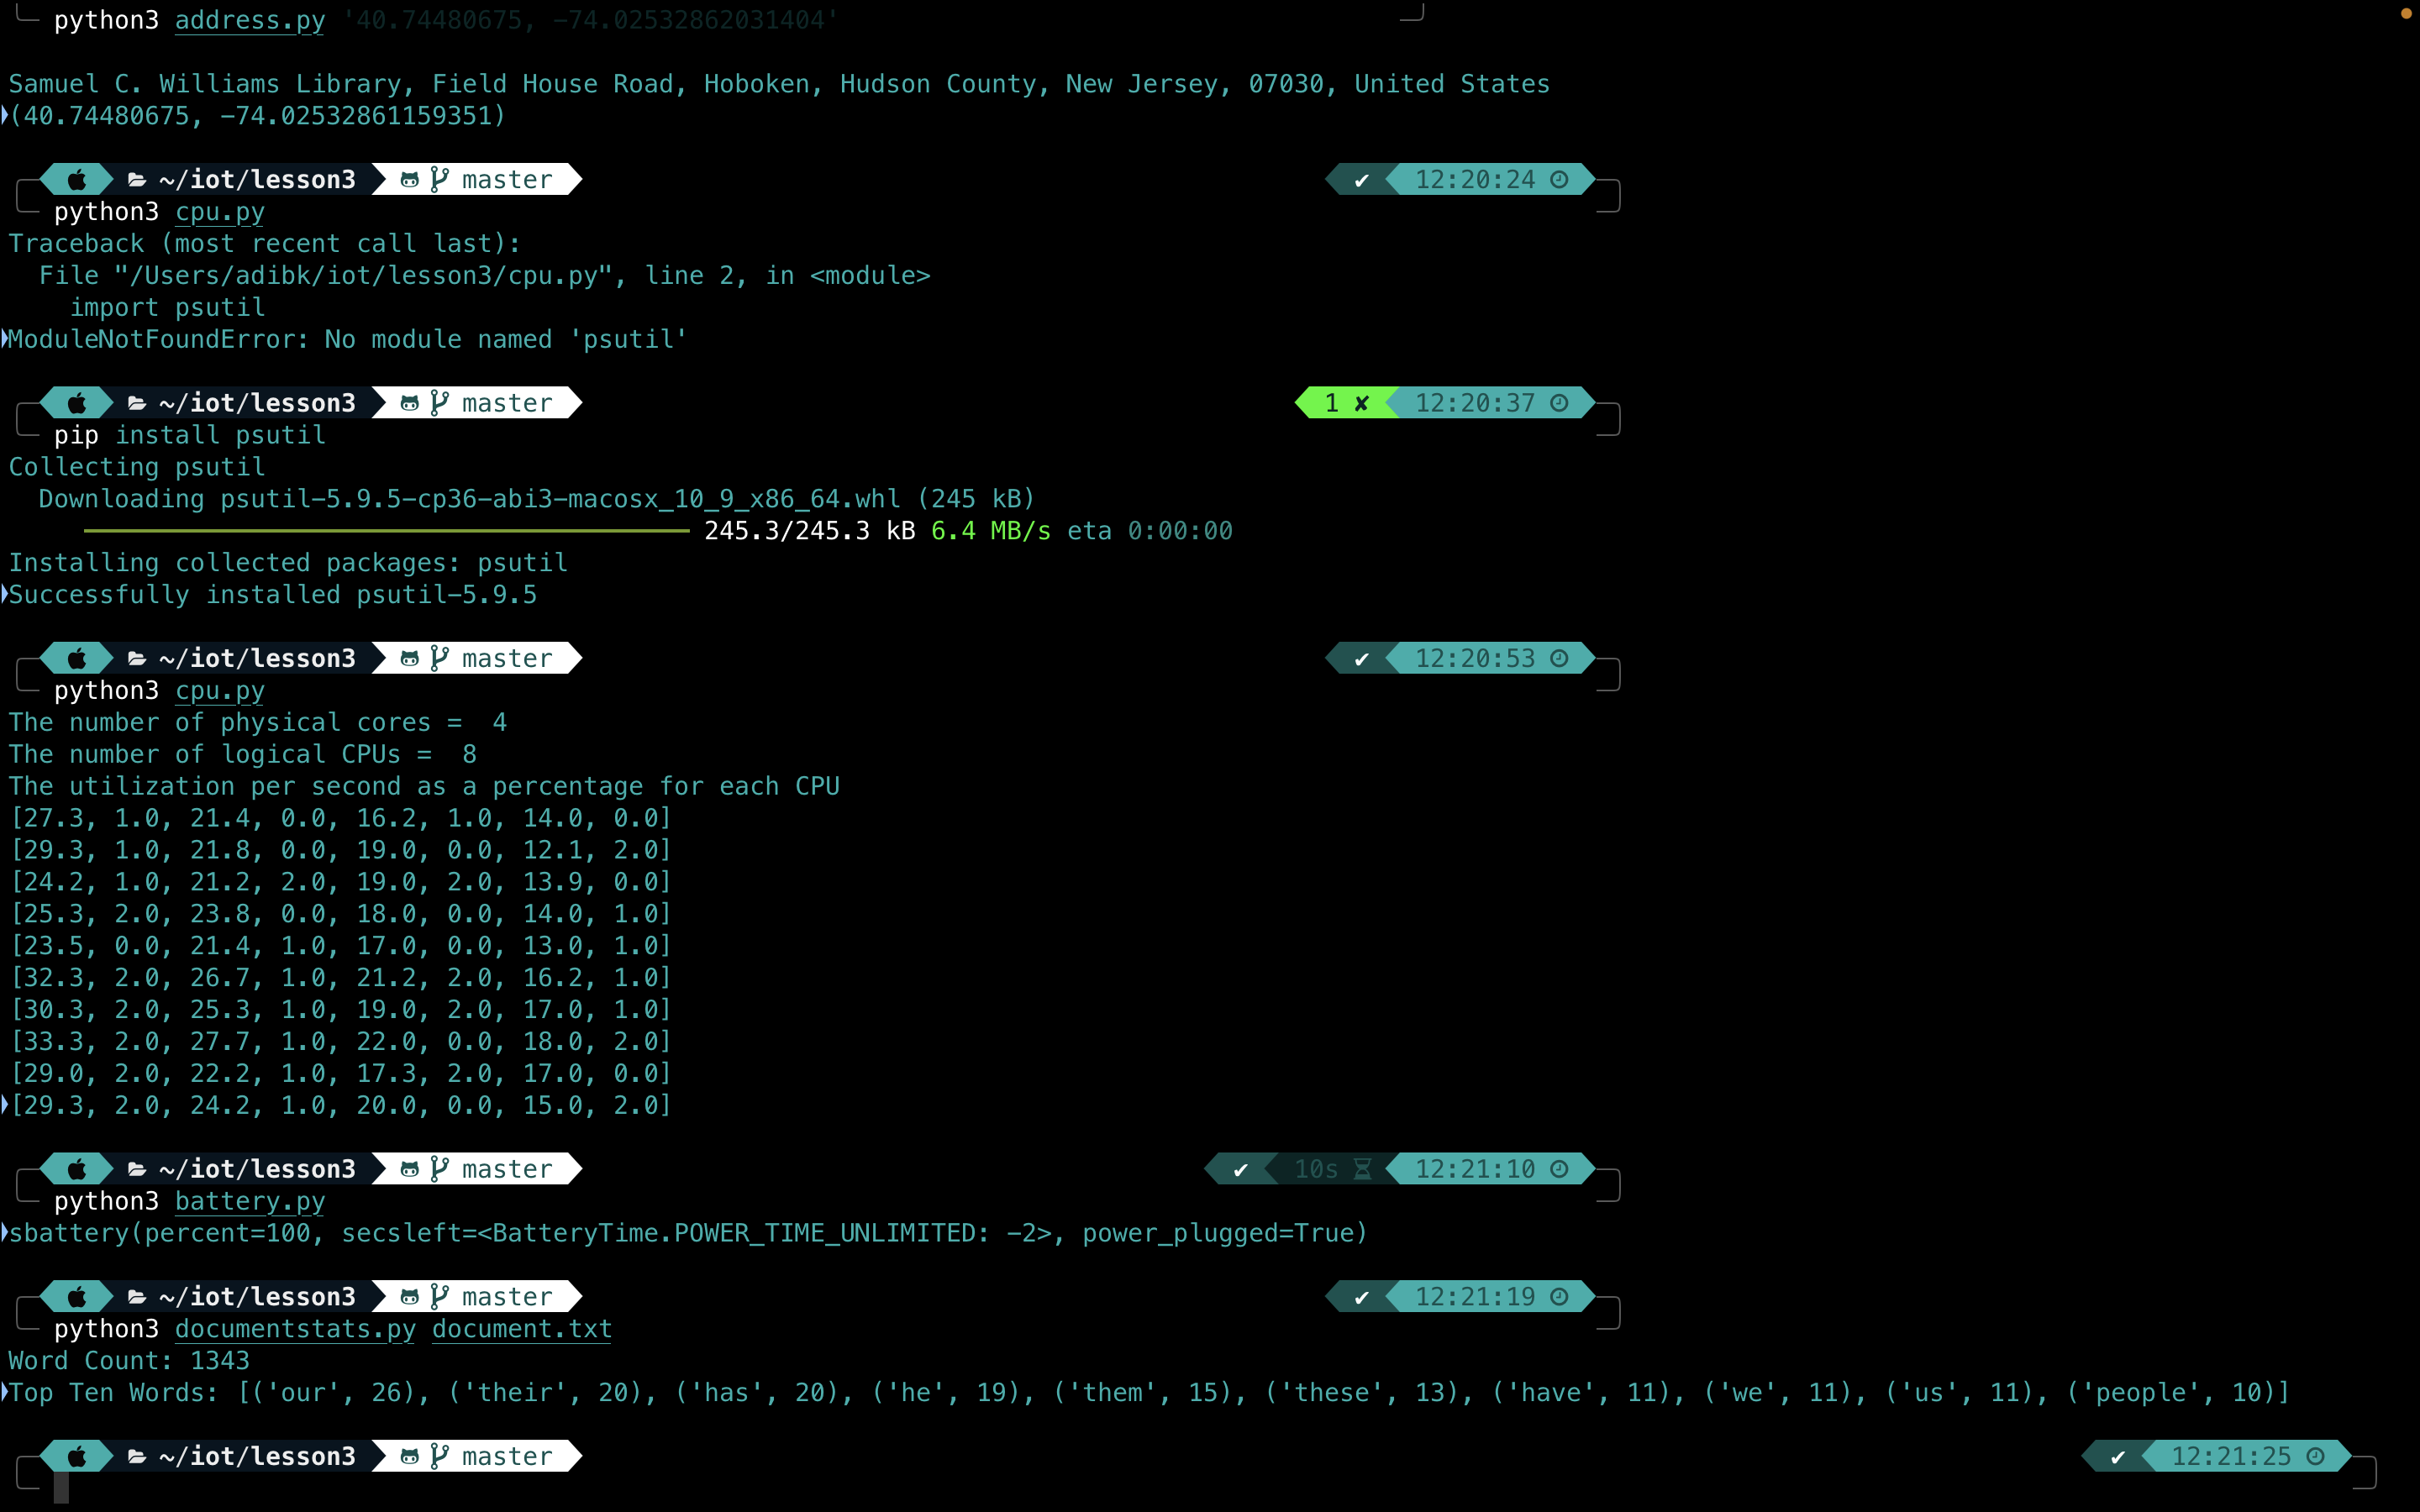 python3 address.py '40.74480675, -74.02532862031404'
Samuel C. Williams Library, Field House Road, Hoboken, Hudson County, New Jersey, 07030, United States
(40.74480675, -74.02532861159351)
~/iot/lesson3 master ✔ 12:20:24
python3 cpu.py
Traceback (most recent call last):
  File "/Users/adibk/iot/lesson3/cpu.py", line 2, in <module>
    import psutil
ModuleNotFoundError: No module named 'psutil'
~/iot/lesson3 master 1 ✘ 12:20:37
pip install psutil
Collecting psutil
  Downloading psutil-5.9.5-cp36-abi3-macosx_10_9_x86_64.whl (245 kB)
245.3/245.3 kB 6.4 MB/s eta 0:00:00
Installing collected packages: psutil
Successfully installed psutil-5.9.5
~/iot/lesson3 master ✔ 12:20:53
python3 cpu.py
The number of physical cores =  4
The number of logical CPUs =  8
The utilization per second as a percentage for each CPU
[27.3, 1.0, 21.4, 0.0, 16.2, 1.0, 14.0, 0.0]
[29.3, 1.0, 21.8, 0.0, 19.0, 0.0, 12.1, 2.0]
[24.2, 1.0, 21.2, 2.0, 19.0, 2.0, 13.9, 0.0]
[25.3, 2.0, 23.8, 0.0, 18.0, 0.0, 14.0, 1.0]
[23.5, 0.0, 21.4, 1.0, 17.0, 0.0, 13.0, 1.0]
[32.3, 2.0, 26.7, 1.0, 21.2, 2.0, 16.2, 1.0]
[30.3, 2.0, 25.3, 1.0, 19.0, 2.0, 17.0, 1.0]
[33.3, 2.0, 27.7, 1.0, 22.0, 0.0, 18.0, 2.0]
[29.0, 2.0, 22.2, 1.0, 17.3, 2.0, 17.0, 0.0]
[29.3, 2.0, 24.2, 1.0, 20.0, 0.0, 15.0, 2.0]
~/iot/lesson3 master ✔ 10s 12:21:10
python3 battery.py
sbattery(percent=100, secsleft=<BatteryTime.POWER_TIME_UNLIMITED: -2>, power_plugged=True)
~/iot/lesson3 master ✔ 12:21:19
python3 documentstats.py document.txt
Word Count: 1343
Top Ten Words: [('our', 26), ('their', 20), ('has', 20), ('he', 19), ('them', 15), ('these', 13), ('have', 11), ('we', 11), ('us', 11), ('people', 10)]
~/iot/lesson3 master ✔ 12:21:25